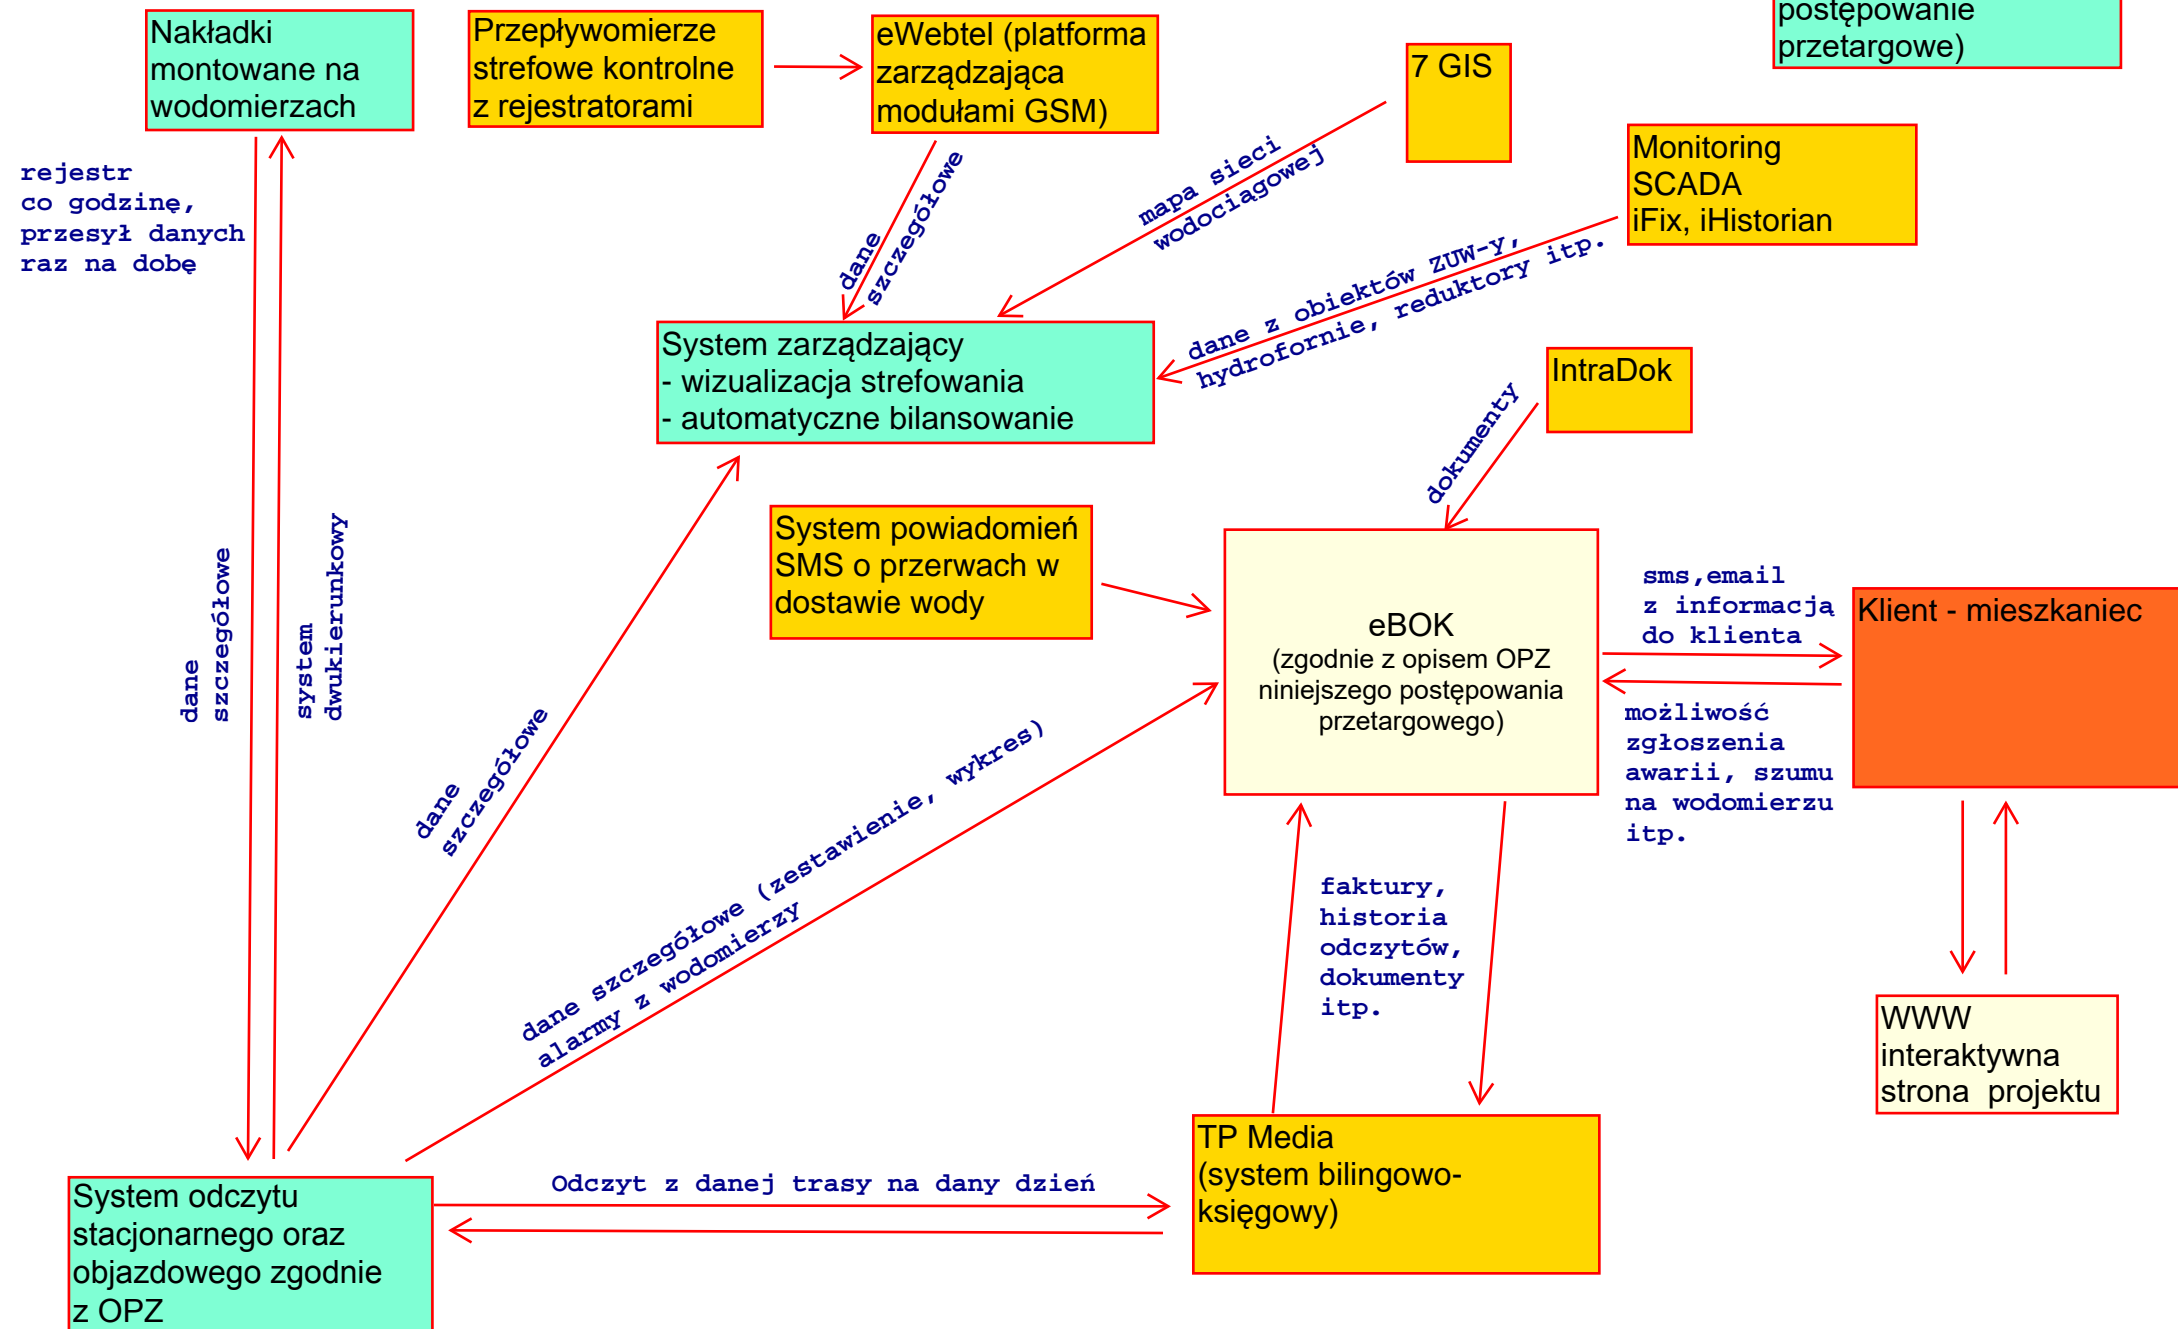 postępowanie
przetargowe)
Nakładki
montowane na
wodomierzach
Przepływomierze
strefowe kontrolne
z rejestratorami
eWebtel (platforma
zarządzająca
modułami GSM)
7 GIS
Monitoring
SCADA
iFix, iHistorian
rejestr
co godzinę,
przesył danych
raz na dobę
dane
szczegółowe
mapa sieci
wodociągowej
dane z obiektów ZUW-y,
hydrofornie, reduktory itp.
System zarządzający
- wizualizacja strefowania
- automatyczne bilansowanie
IntraDok
dokumenty
System powiadomień
SMS o przerwach w
dostawie wody
eBOK
(zgodnie z opisem OPZ
niniejszego postępowania
przetargowego)
sms,email
z informacją
do klienta
Klient - mieszkaniec
możliwość
zgłoszenia
awarii, szumu
na wodomierzu
itp.
dane
szczegółowe
system
dwukierunkowy
dane
szczegółowe
dane szczegółowe (zestawienie, wykres)
alarmy z wodomierzy
faktury,
historia
odczytów,
dokumenty
itp.
WWW
interaktywna
strona  projektu
TP Media
(system bilingowo-
księgowy)
Odczyt z danej trasy na dany dzień
System odczytu
stacjonarnego oraz
objazdowego zgodnie
z OPZ